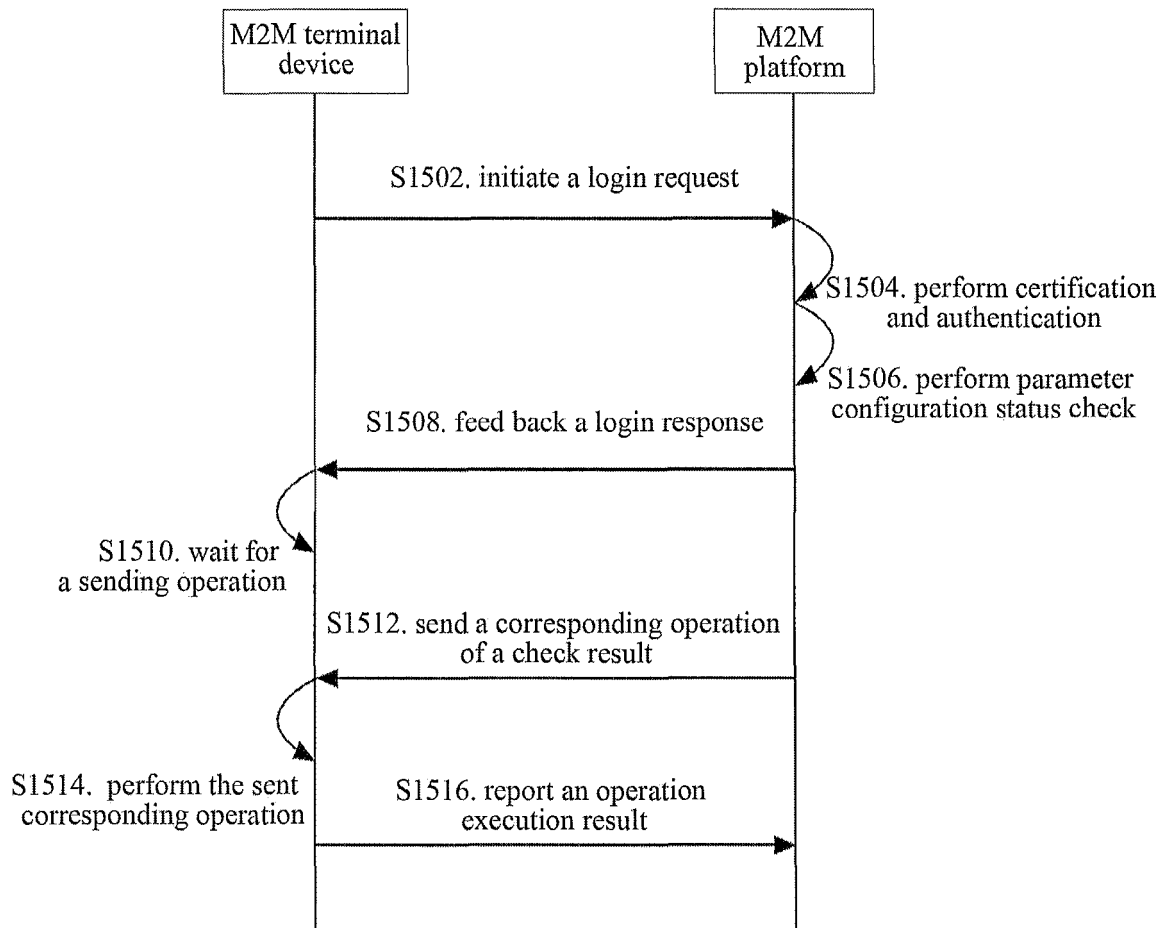 M2M terminal
device
M2M
platform
S1502. initiate a login request
S1504. perform certification
and authentication
S1506. perform parameter
configuration status check
S1508. feed back a login response
S1510. wait for
a sending operation
S1512. send a corresponding operation
of a check result
S1514. perform the sent
corresponding operation
S1516. report an operation
execution result